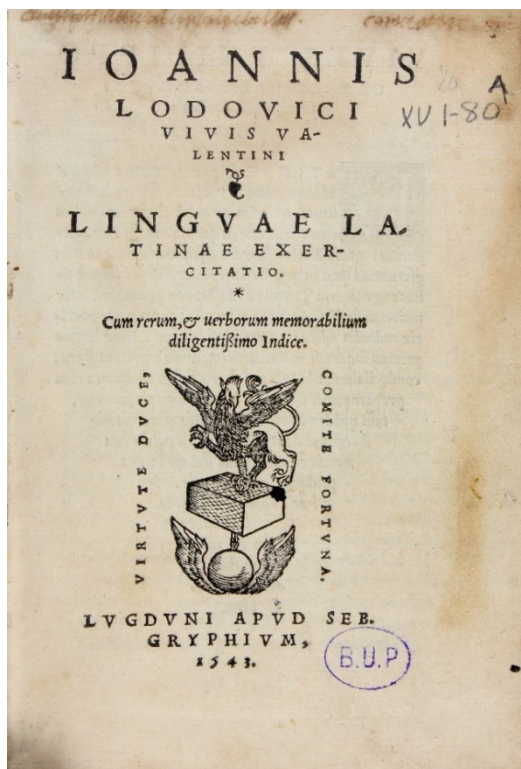 IOANNIS
LODOVICI
VIVIS VA-
LENTINI
LINGVAE LA-
TINAE EXER-
CITATIO.
*
Cum rerum, & uerborum memorabilium
diligentißimo Indice.
VIRTVTE DVCE,
COMITE FORTVNA.
LVGDVNI APVD SEB.
GRYPHIVM,
1543.
A
XVI-80
B.U.P